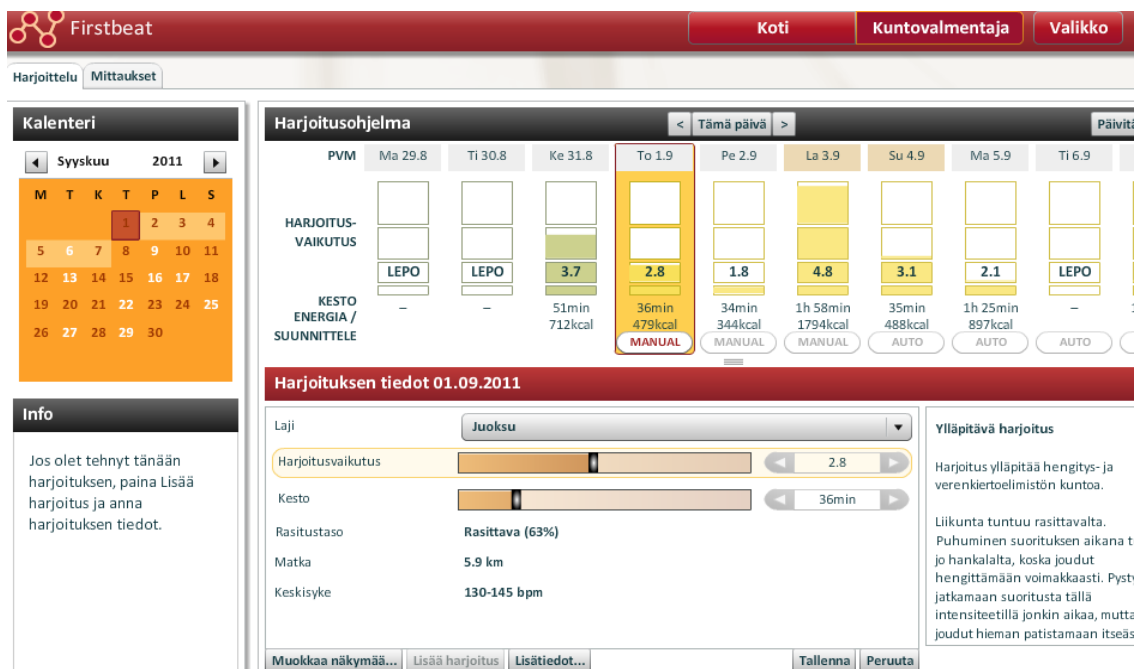 Firstbeat
Koti
Kuntovalmentaja
Valikko
Harjoittelu
Mittaukset
Kalenteri
Syyskuu 2011
M T K T P L S
1 2 3 4
5 6 7 8 9 10 11
12 13 14 15 16 17 18
19 20 21 22 23 24 25
26 27 28 29 30
Info
Jos olet tehnyt tänään
harjoituksen, paina Lisää
harjoitus ja anna
harjoituksen tiedot.
Harjoitusohjelma
< Tämä päivä >
PVM Ma 29.8 Ti 30.8 Ke 31.8 To 1.9 Pe 2.9 La 3.9 Su 4.9 Ma 5.9 Ti 6.9
HARJOITUS-
VAIKUTUS
LEPO LEPO 3.7 2.8 1.8 4.8 3.1 2.1 LEPO
KESTO
ENERGIA /
SUUNNITTELE
– – 51min 36min 34min 1h 58min 35min 1h 25min –
712kcal 479kcal 344kcal 1794kcal 488kcal 897kcal
MANUAL MANUAL MANUAL AUTO AUTO AUTO
Harjoituksen tiedot 01.09.2011
Laji Juoksu
Harjoitusvaikutus 2.8
Kesto 36min
Rasitustaso Rasittava (63%)
Matka 5.9 km
Keskisyke 130-145 bpm
Muokkaa näkymää... Lisää harjoitus Lisätiedot... Tallenna Peruuta
Ylläpitävä harjoitus
Harjoitus ylläpitää hengitys- ja
verenkiertoelimistön kuntoa.
Liikunta tuntuu rasittavalta.
Puhuminen suorituksen aikana
jo hankalalta, koska joudut
hengittämään voimakkaasti.
jatkamaan suoritusta tällä
intensiteetillä jonkin aikaa,
joudut hieman patistamaan